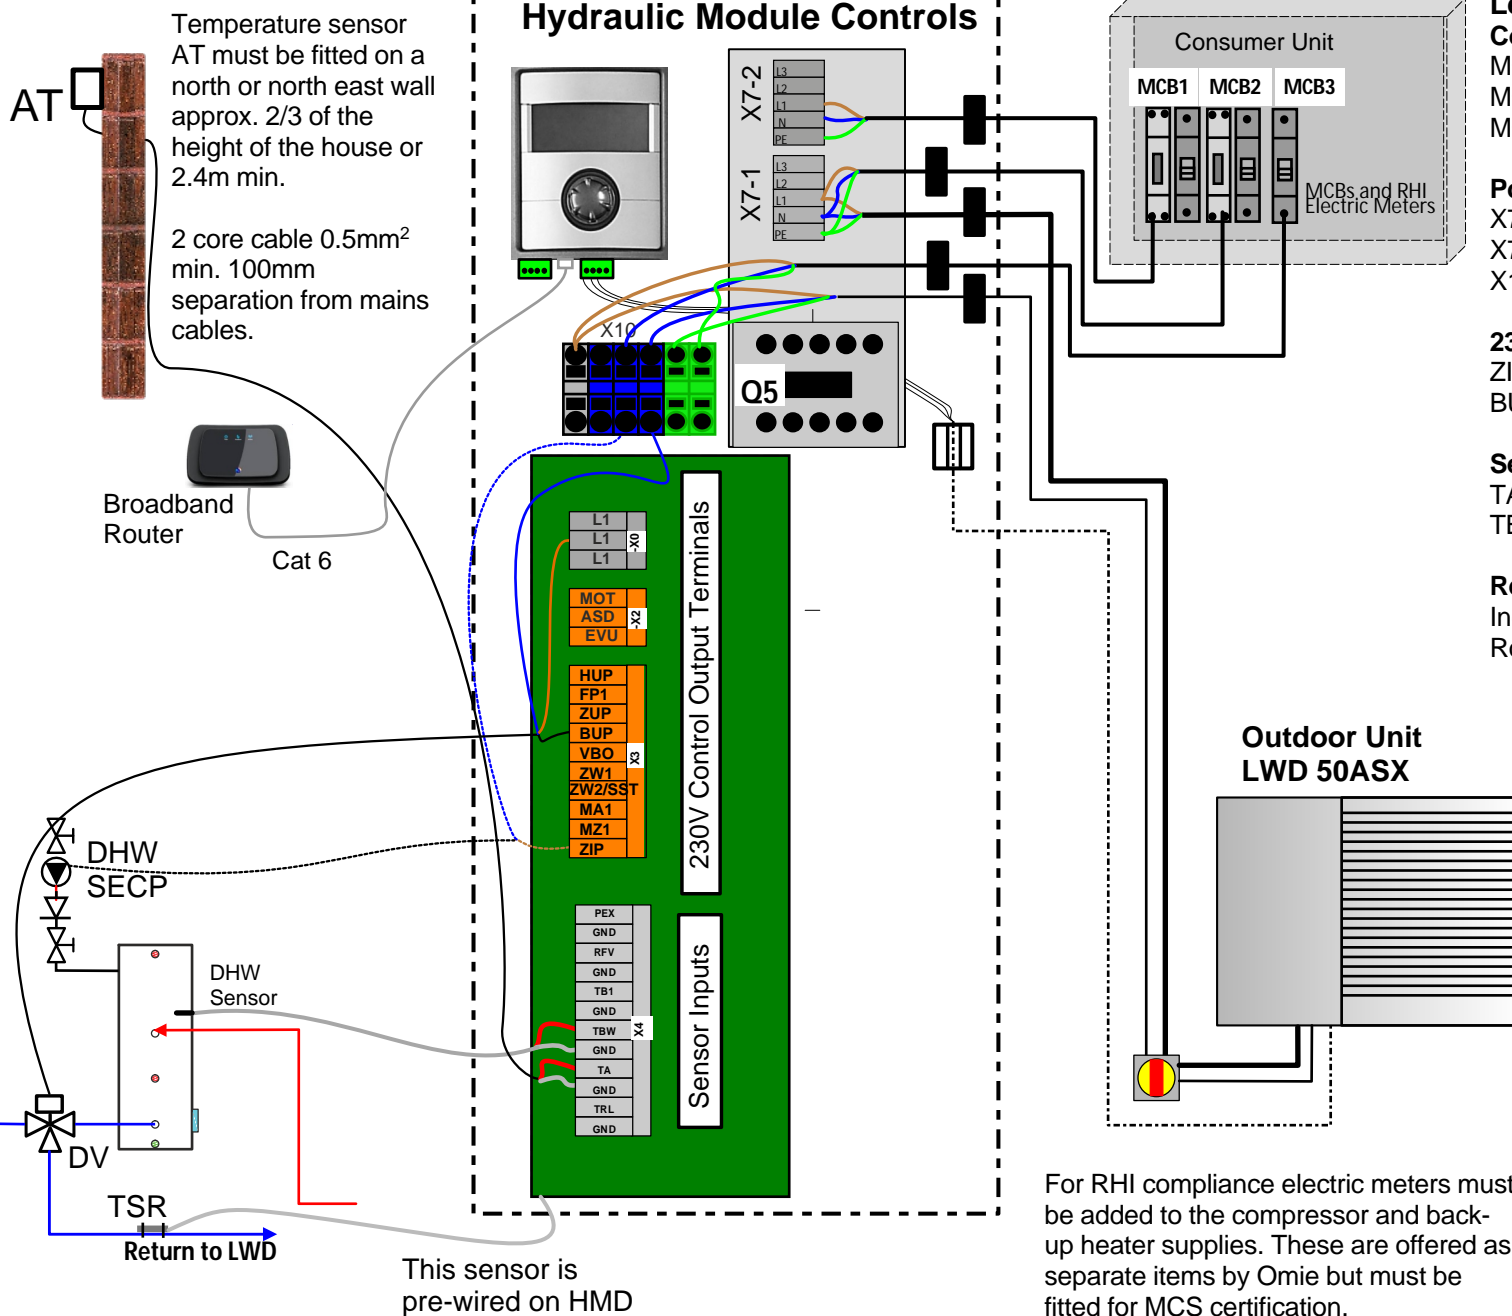 Hydraulic Module Controls
Temperature sensor
AT must be fitted on a
north or north east wall
approx. 2/3 of the
height of the house or
2.4m min.
2 core cable 0.5mm²
min. 100mm
separation from mains
cables.
AT
Broadband
Router
Cat 6
X7-2
L3
L2
L1
N
PE
X7-1
L3
L2
L1
N
PE
X10
Q5
Consumer Unit
MCB1 MCB2 MCB3
MCBs and RHI
Electric Meters
L1
L1
L1
-X0
MOT
ASD
EVU
-X2
HUP
FP1
ZUP
BUP
VBO
ZW1
ZW2/SST
MA1
MZ1
ZIP
X3
230V Control Output Terminals
PEX
GND
RFV
GND
TB1
GND
TBW
GND
TA
GND
TRL
GND
X4
Sensor Inputs
DHW
SECP
DHW
Sensor
DV
TSR
Return to LWD
This sensor is
pre-wired on HMD
Outdoor Unit
LWD 50ASX
For RHI compliance electric meters must
be added to the compressor and back-
up heater supplies. These are offered as
separate items by Omie but must be
fitted for MCS certification.